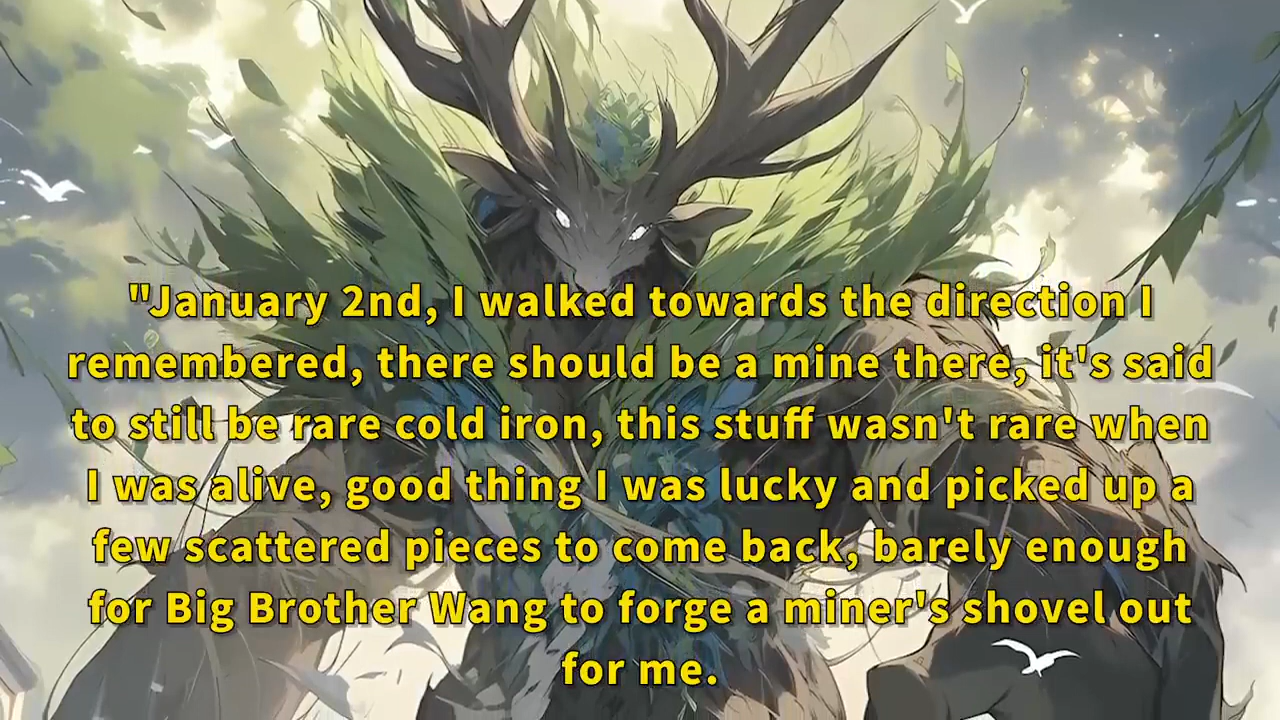 "January 2nd, I walked towards the direction I
remembered, there should be a mine there, it's said
to still be rare cold iron, this stuff wasn't rare when
I was alive, good thing I was lucky and picked up a
few scattered pieces to come back, barely enough
for Big Brother Wang to forge a miner's shovel out
for me.